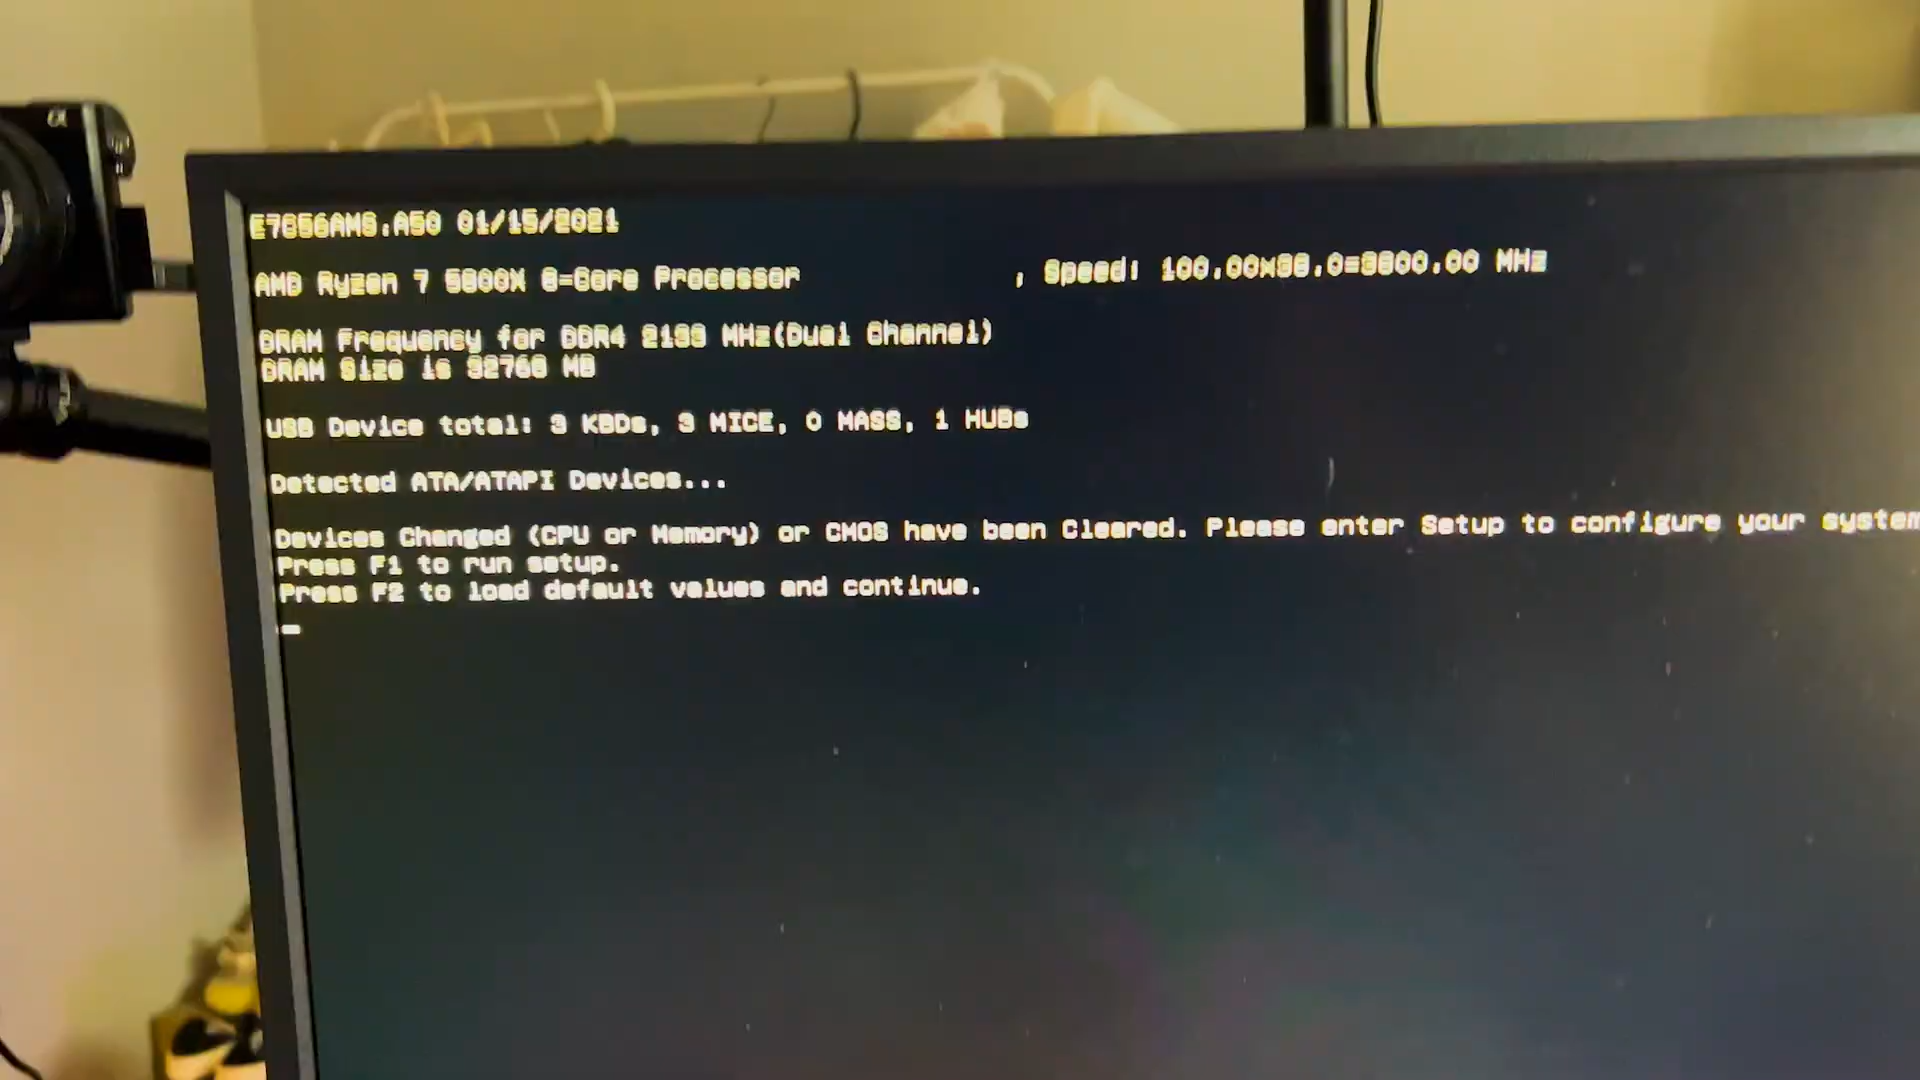 α
E7C56AMS.A50 01/15/2021
AMD Ryzen 7 5800X 8-Core Processor , Speed: 100.00x38.0=3800.00 MHz
DRAM Frequency for DDR4 2133 MHz(Dual Channel)
DRAM Size is 32768 MB
USB Device total: 3 KBDs, 3 MICE, 0 MASS, 1 HUBs
Detected ATA/ATAPI Devices...
Devices Changed (CPU or Memory) or CMOS have been Cleared. Please enter Setup to configure your system
Press F1 to run setup.
Press F2 to load default values and continue.